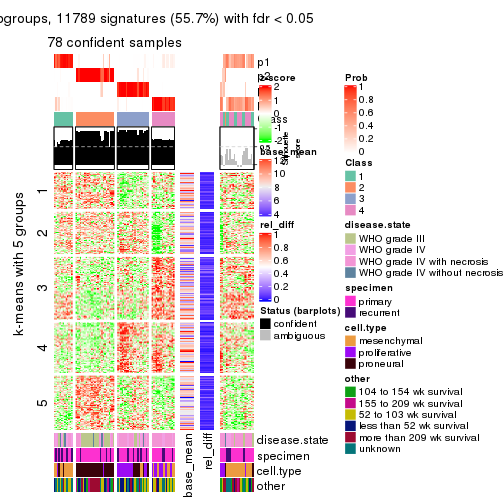 ogroups, 11789 signatures (55.7%) with fdr < 0.05
78 confident samples
p1
z-score
2
1
0
-1
-2
base_mean
12
10
8
6
4
rel_diff
1
0.8
0.6
0.4
0.2
0
Status (barplots)
confident
ambiguous
Prob
1
0.8
0.6
0.4
0.2
0
Class
1
2
3
4
disease.state
WHO grade III
WHO grade IV
WHO grade IV with necrosis
WHO grade IV without necrosis
specimen
primary
recurrent
cell.type
mesenchymal
proliferative
proneural
other
104 to 154 wk survival
155 to 209 wk survival
52 to 103 wk survival
less than 52 wk survival
more than 209 wk survival
unknown
k-means with 5 groups
1
2
3
4
5
disease.state
specimen
cell.type
other
base_mean
rel_diff